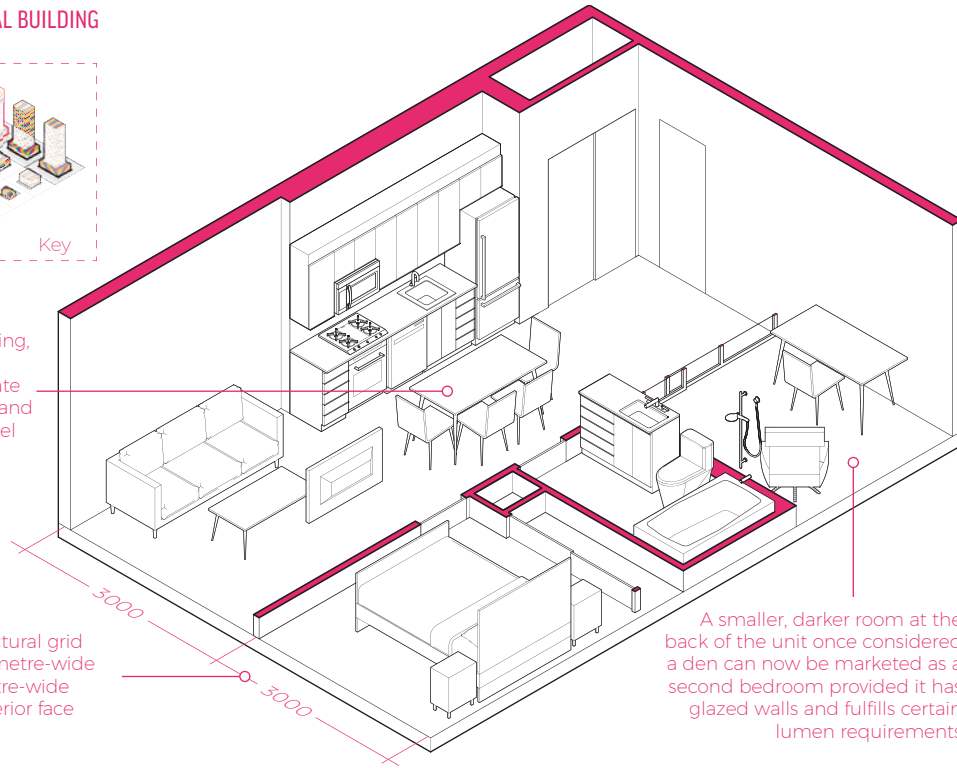 AL BUILDING
Key
ing,
te
and
el
3000
3000
tural grid
metre-wide
tre-wide
erior face
A smaller, darker room at the
back of the unit once considered
a den can now be marketed as a
second bedroom provided it has
glazed walls and fulfills certain
lumen requirements